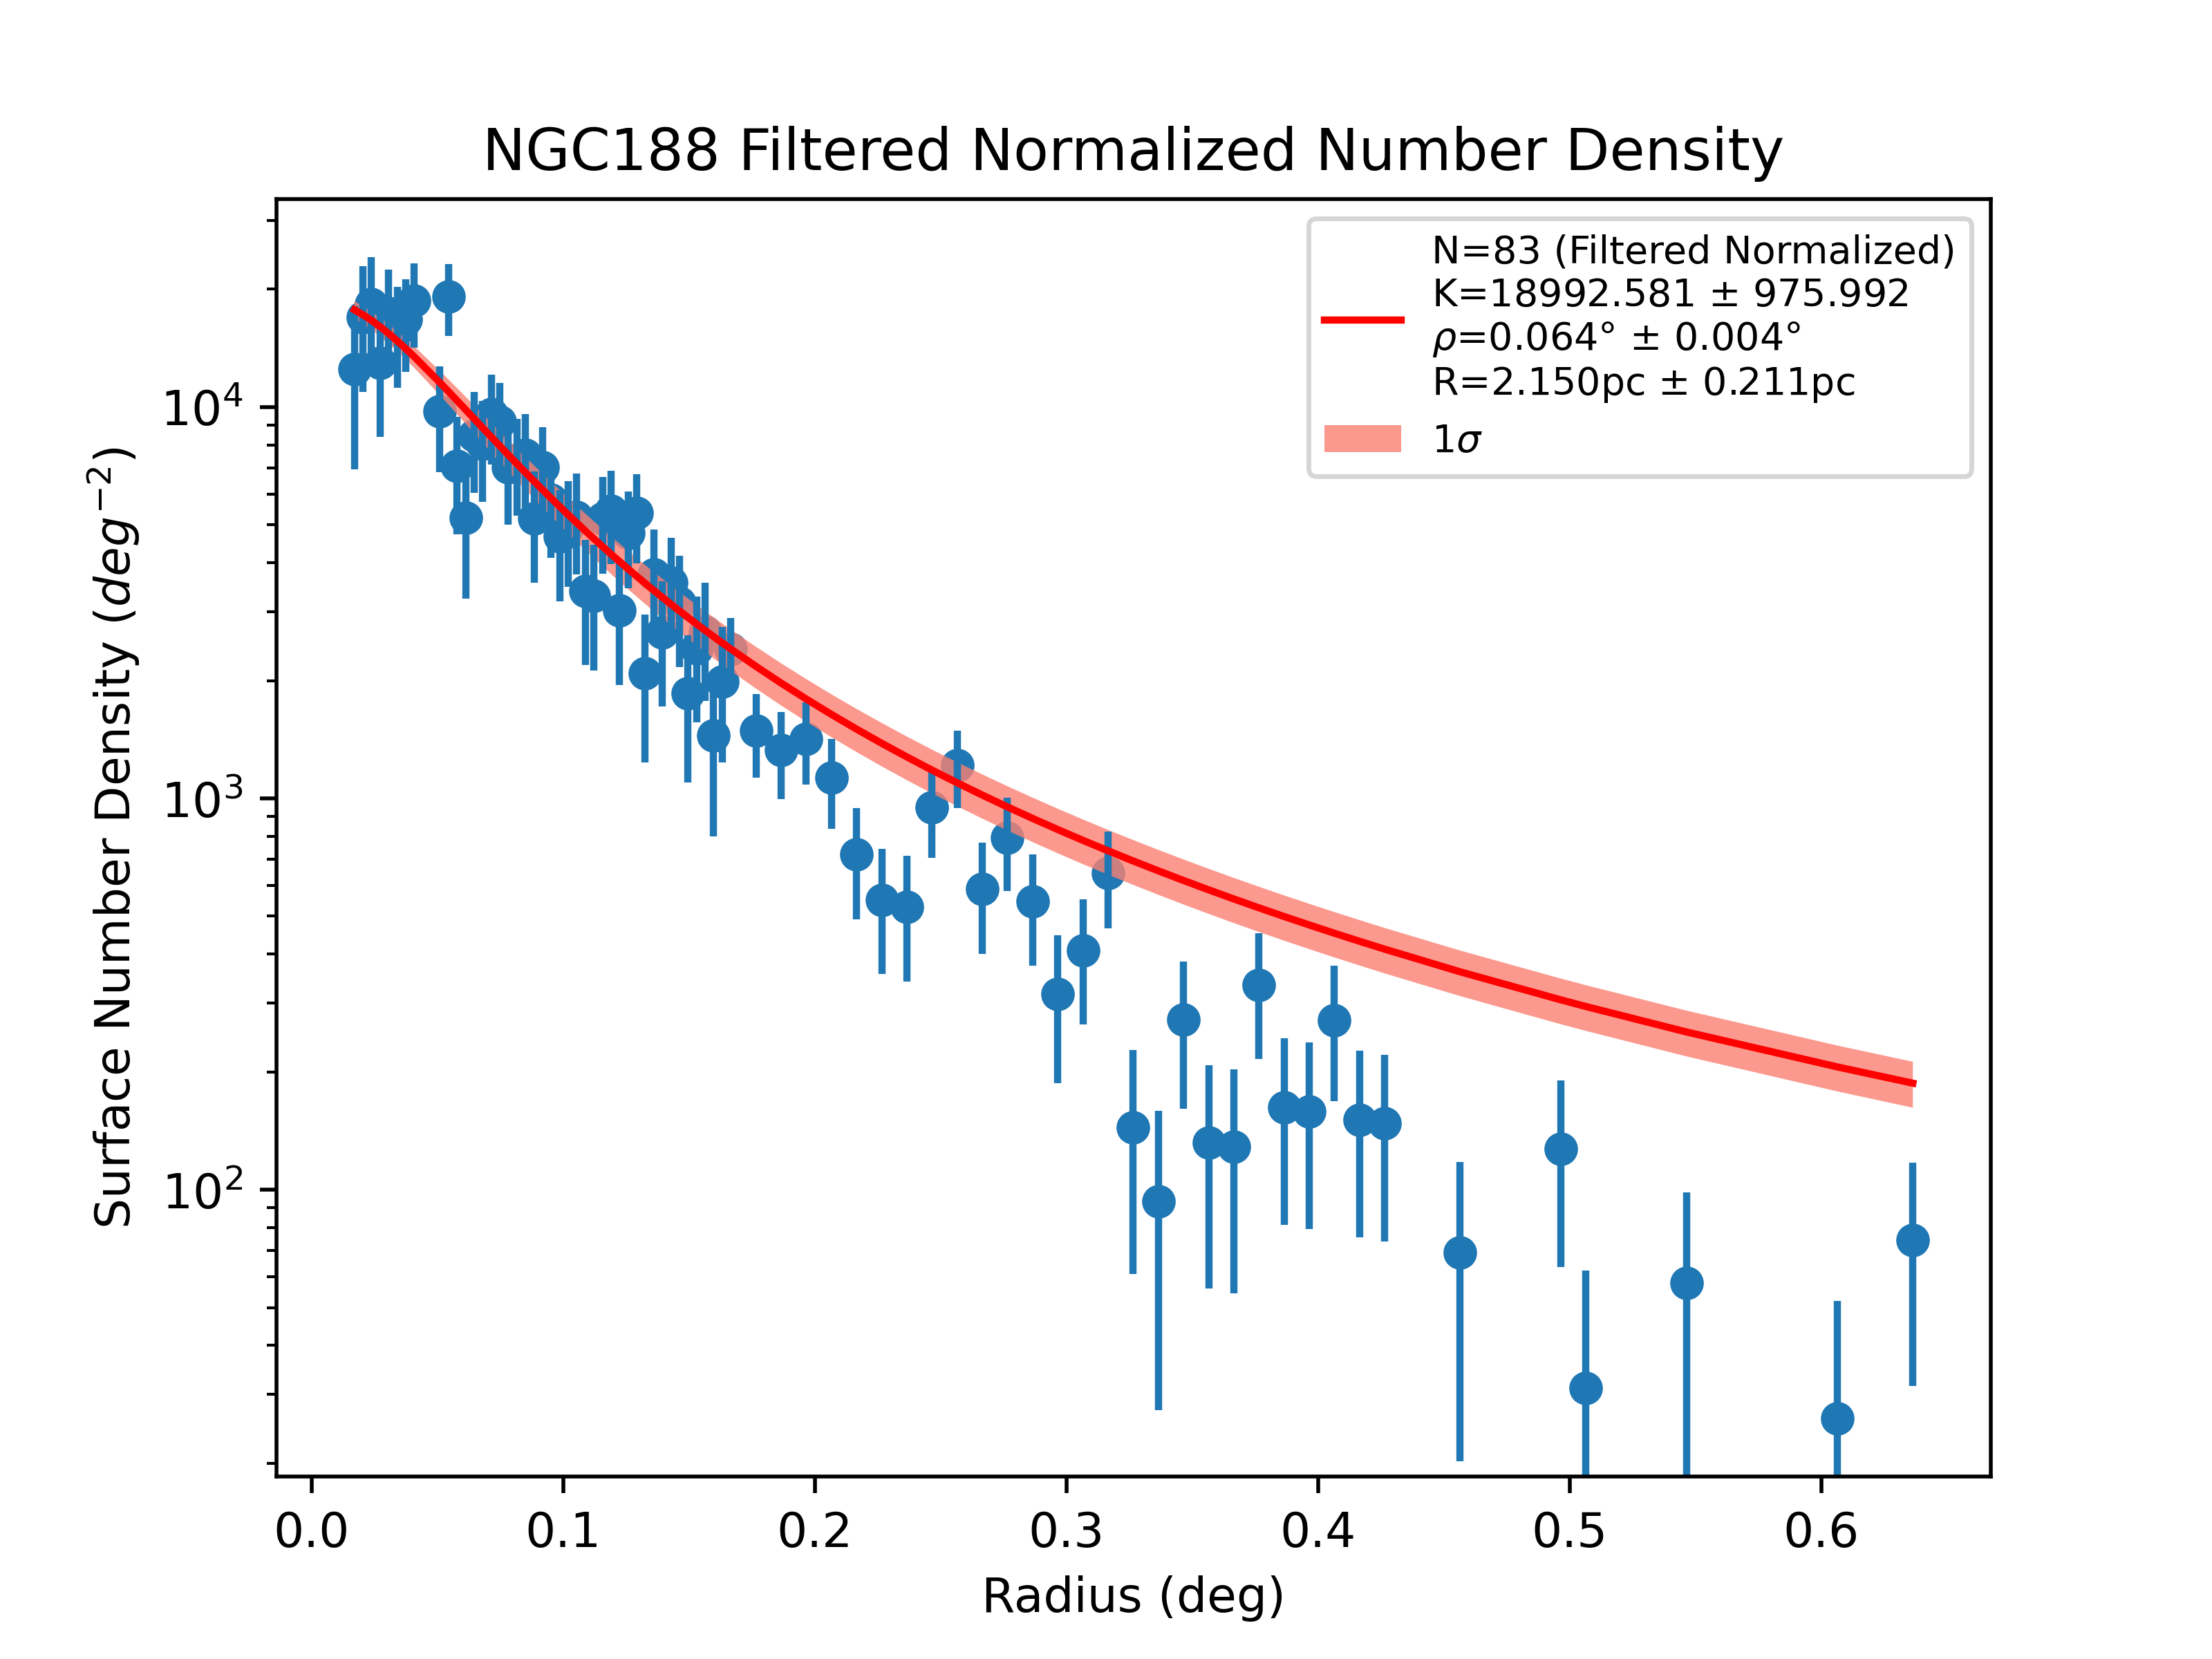 NGC188 Filtered Normalized Number Density
N=83 (Filtered Normalized)
K=18992.581 ± 975.992
ρ=0.064° ± 0.004°
R=2.150pc ± 0.211pc
1σ
Surface Number Density (deg⁻²)
10⁴
10³
10²
0.0 0.1 0.2 0.3 0.4 0.5 0.6
Radius (deg)